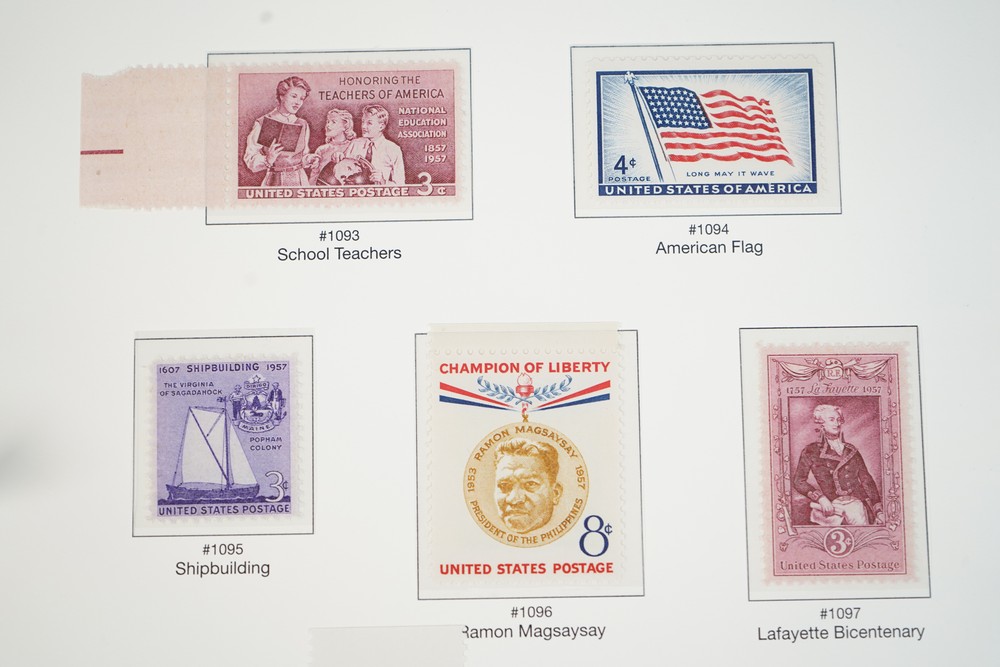 HONORING THE
TEACHERS OF AMERICA
NATIONAL
EDUCATION
ASSOCIATION
1857
1957
UNITED STATES POSTAGE 3¢
#1093
School Teachers
4¢
POSTAGE
LONG MAY IT WAVE
UNITED STATES OF AMERICA
#1094
American Flag
1607 SHIPBUILDING 1957
THE VIRGINIA
OF SAGADAHOCK
DIRIGO
MAINE
POPHAM
COLONY
3¢
UNITED STATES POSTAGE
#1095
Shipbuilding
CHAMPION OF LIBERTY
RAMON MAGSAYSAY
1953
1957
PRESIDENT OF THE PHILIPPINES
8¢
UNITED STATES POSTAGE
#1096
Ramon Magsaysay
R F
1757 La Fayette 1957
3¢
United States Postage
#1097
Lafayette Bicentenary